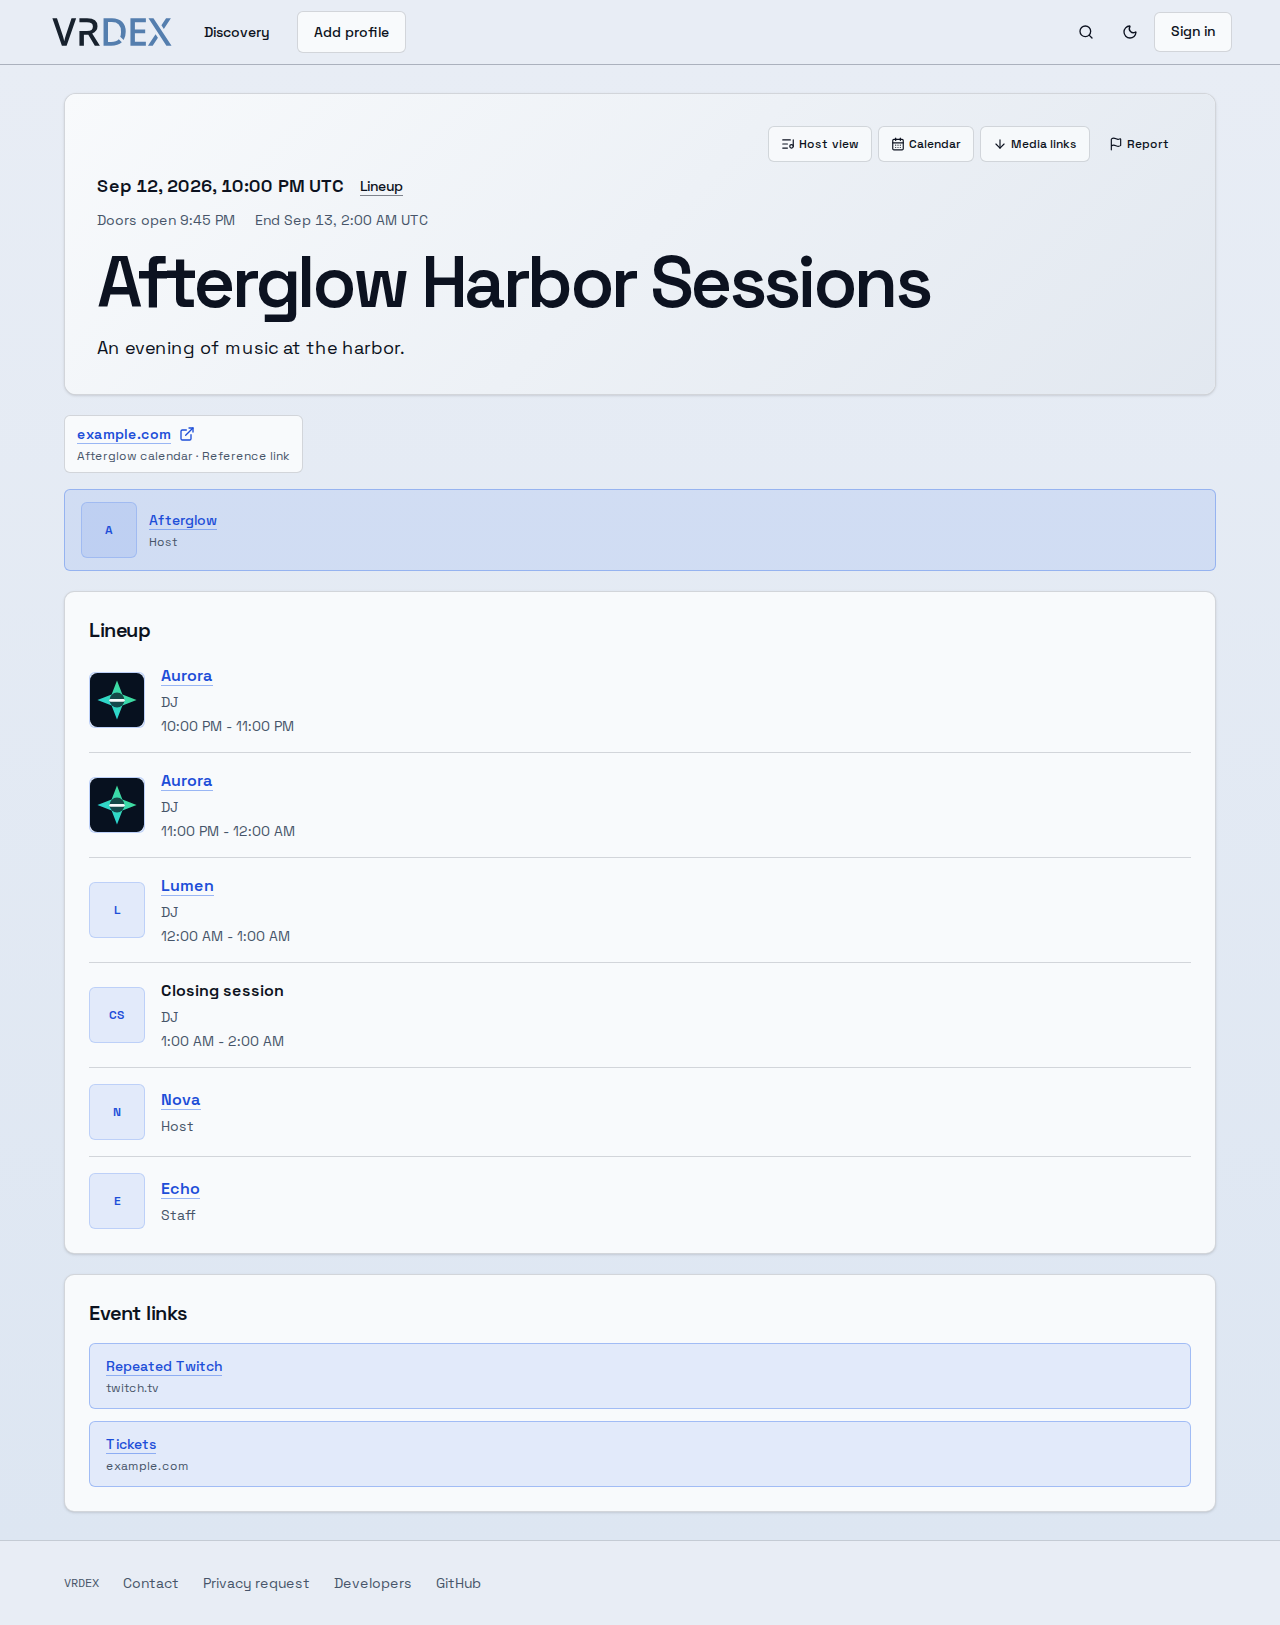 VRDEX
Discovery
Add profile
Sign in
Host view
Calendar
Media links
Report
Sep 12, 2026, 10:00 PM UTC
Lineup
Doors open 9:45 PM
End Sep 13, 2:00 AM UTC
Afterglow Harbor Sessions
An evening of music at the harbor.
example.com
Afterglow calendar · Reference link
A
Afterglow
Host
Lineup
Aurora
DJ
10:00 PM - 11:00 PM
Aurora
DJ
11:00 PM - 12:00 AM
L
Lumen
DJ
12:00 AM - 1:00 AM
CS
Closing session
DJ
1:00 AM - 2:00 AM
N
Nova
Host
E
Echo
Staff
Event links
Repeated Twitch
twitch.tv
Tickets
example.com
VRDEX
Contact
Privacy request
Developers
GitHub